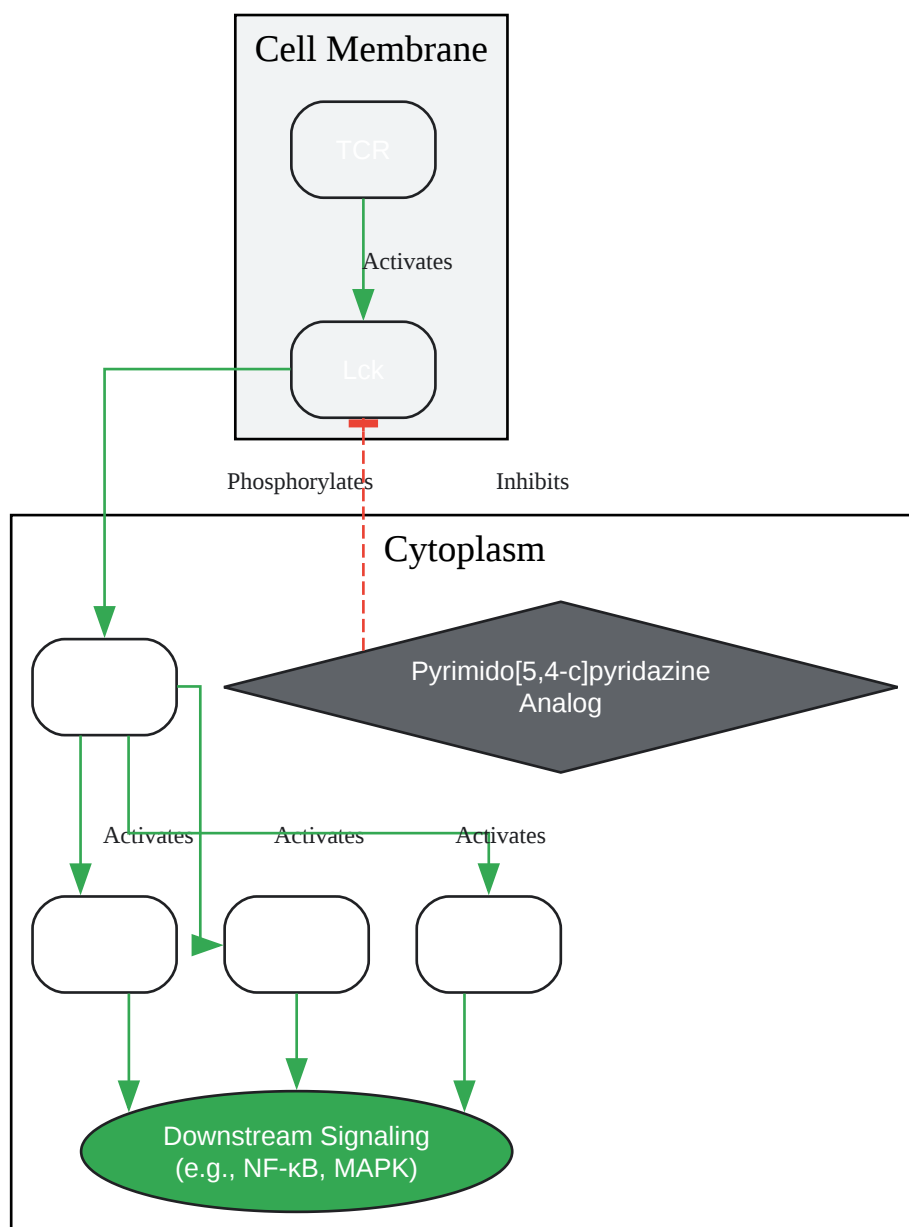 Cell Membrane
TCR
Activates
Lck
Phosphorylates
Inhibits
Cytoplasm
Pyrimido[5,4-c]pyridazine
Analog
Activates
Activates
Activates
Downstream Signaling
(e.g., NF-κB, MAPK)